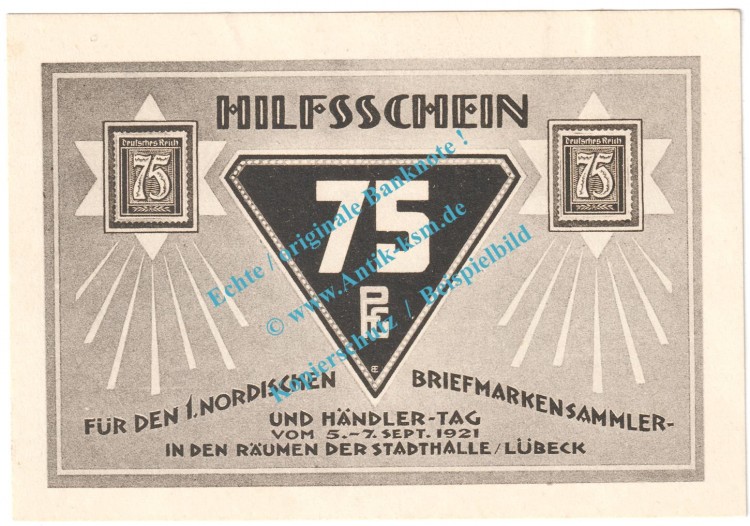 HILFSSCHEIN
Deutsches Reich
75
Deutsches Reich
75
75
PF
FÜR DEN 1. NORDISCHEN BRIEFMARKENSAMMLER-
UND HÄNDLER-TAG
VOM 5.-7. SEPT. 1921
IN DEN RÄUMEN DER STADTHALLE/LÜBECK
Echte / originale Banknote !
© www.Antik-ksm.de
Kopierschutz / Beispielbild